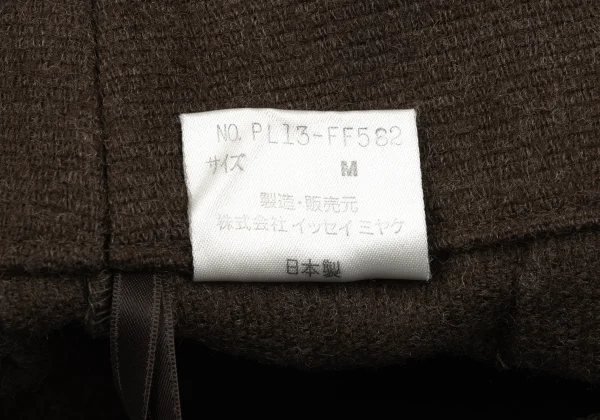 NO. PL13-FF582
サイズ M
製造・販売元
株式会社 イッセイ ミヤケ
日本製